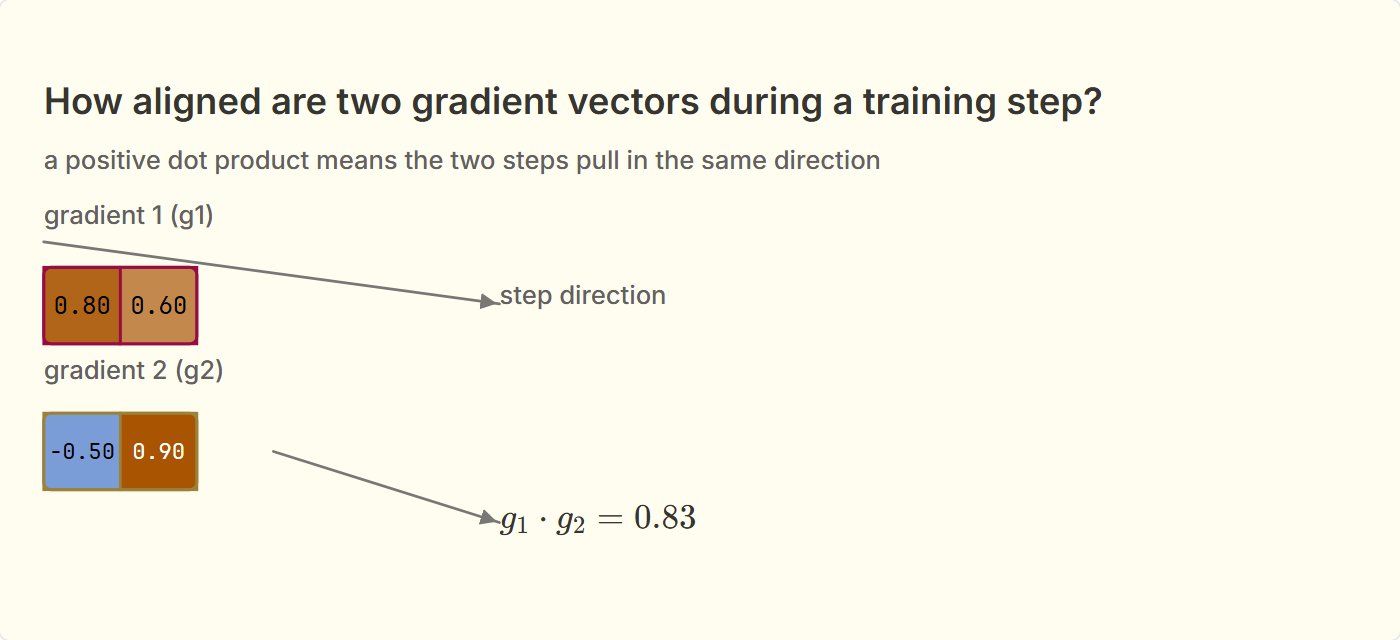 How aligned are two gradient vectors during a training step?
a positive dot product means the two steps pull in the same direction
gradient 1 (g1)
step direction
0.80 0.60
gradient 2 (g2)
-0.50 0.90
g₁ · g₂ = 0.83